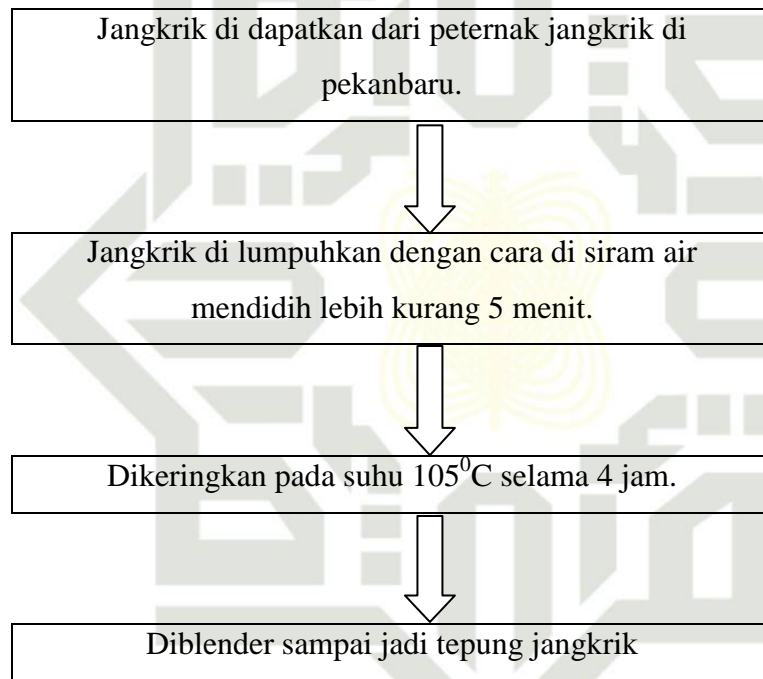 Jangkrik di dapatkan dari peternak jangkrik di
pekanbaru.
Jangkrik di lumpuhkan dengan cara di siram air
mendidih lebih kurang 5 menit.
Dikeringkan pada suhu 105⁰C selama 4 jam.
Diblender sampai jadi tepung jangkrik